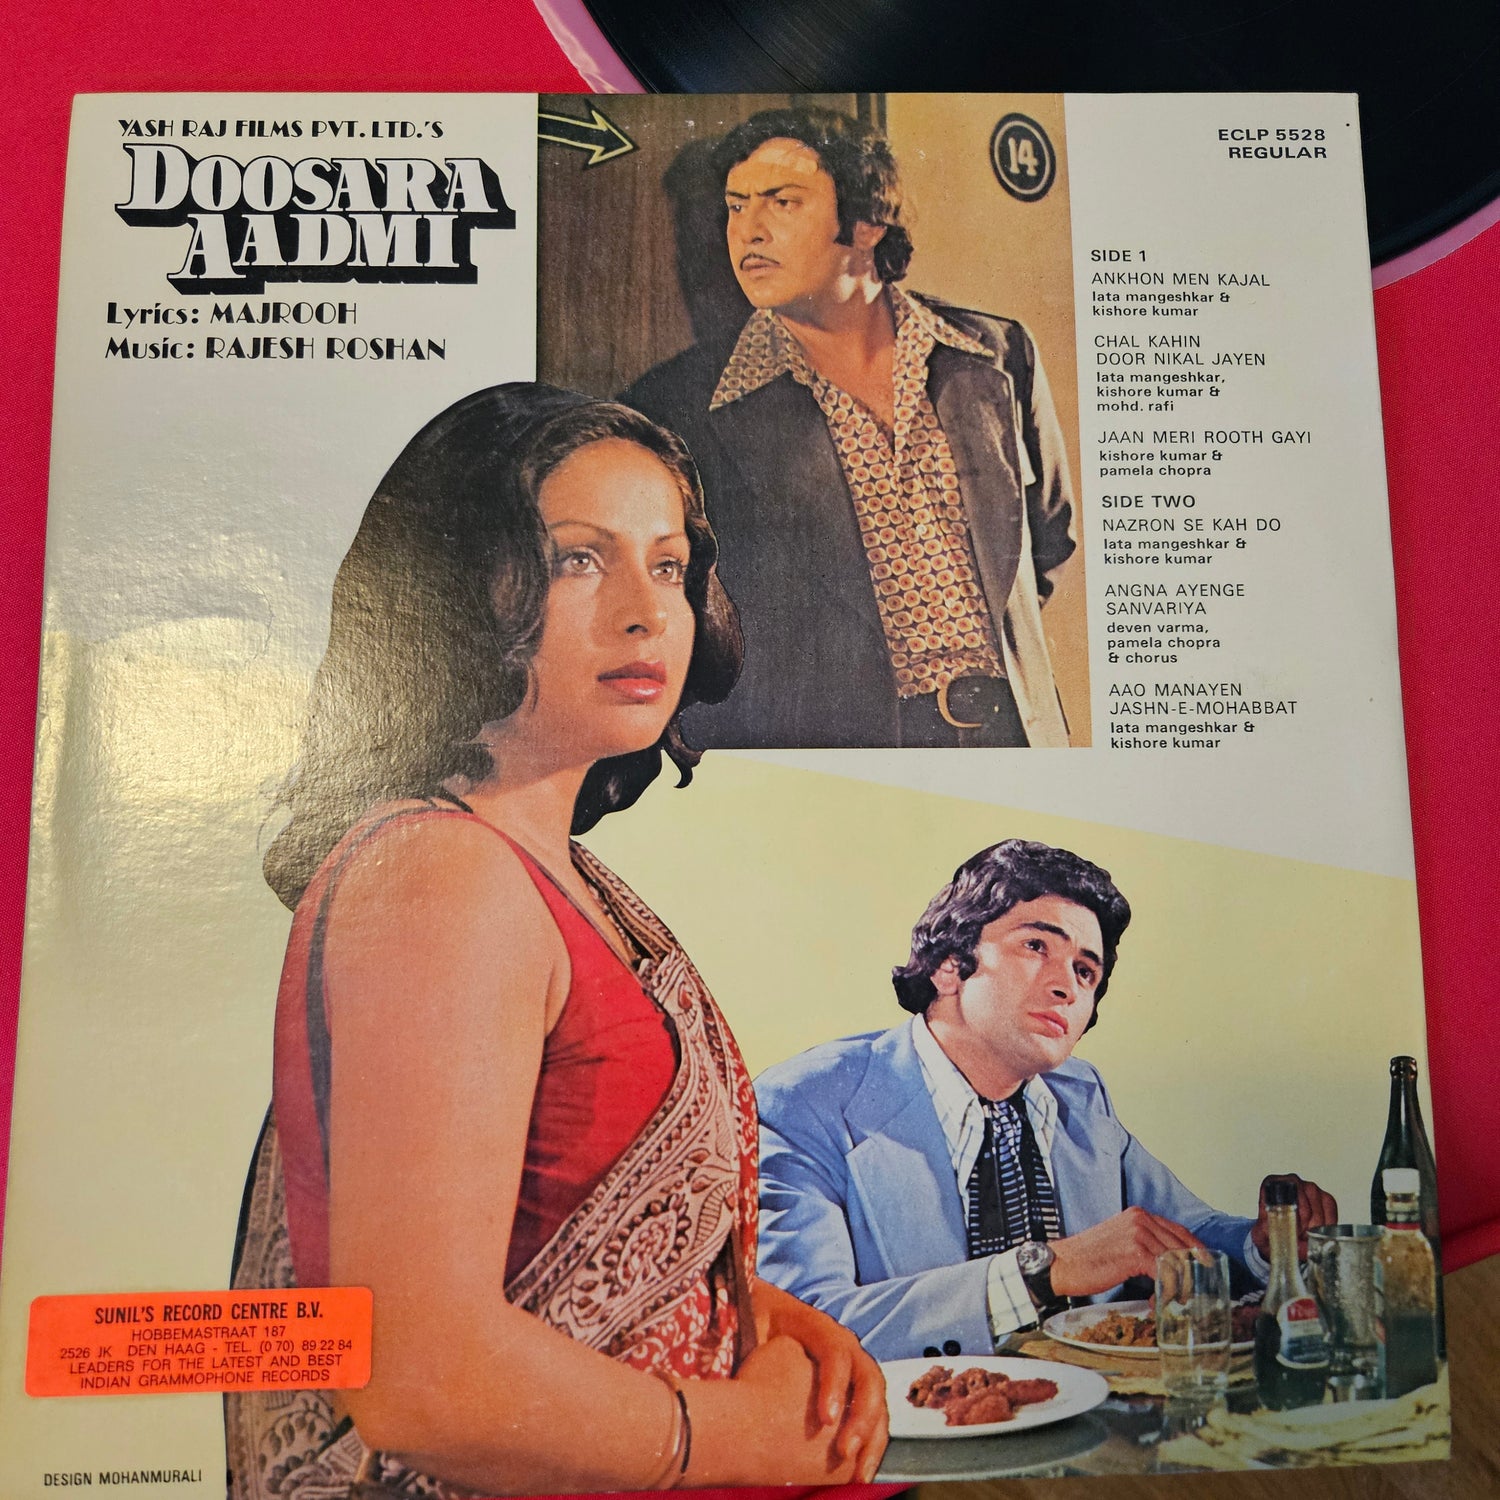 YASH RAJ FILMS PVT. LTD.'S
DOOSARA
AADMI
Lyrics: MAJROOH
Music: RAJESH ROSHAN
14
ECLP 5528
REGULAR
SIDE 1
ANKHON MEN KAJAL
lata mangeshkar &
kishore kumar
CHAL KAHIN
DOOR NIKAL JAYEN
lata mangeshkar,
kishore kumar &
mohd. rafi
JAAN MERI ROOTH GAYI
kishore kumar &
pamela chopra
SIDE TWO
NAZRON SE KAH DO
lata mangeshkar &
kishore kumar
ANGNA AYENGE
SANVARIYA
deven varma,
pamela chopra
& chorus
AAO MANAYEN
JASHN-E-MOHABBAT
lata mangeshkar &
kishore kumar
SUNIL'S RECORD CENTRE B.V.
HOBBEMASTRAAT 187
2526 JK DEN HAAG - TEL. (0 70) 89 22 84
LEADERS FOR THE LATEST AND BEST
INDIAN GRAMMOPHONE RECORDS
DESIGN MOHANMURALI